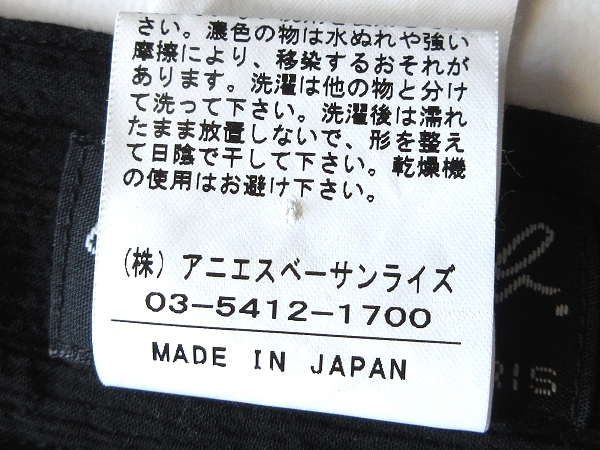 さい。濃色の物は水ぬれや強い
摩擦により、移染するおそれが
あります。洗濯は他の物と分け
て洗って下さい。洗濯後は濡れ
たまま放置しないで、形を整え
て日陰で干して下さい。乾燥機
の使用はお避け下さい。
(株) アニエスベーサンライズ
03-5412-1700
MADE IN JAPAN
b.
RIS